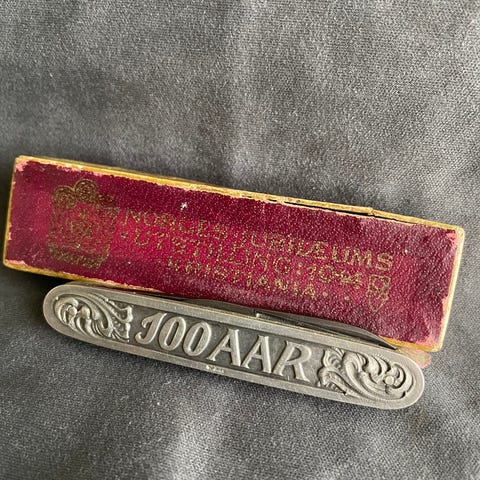 NORGES JUBILÆUMS
UTSTILLING: 1914
KRISTIANIA
100 AAR